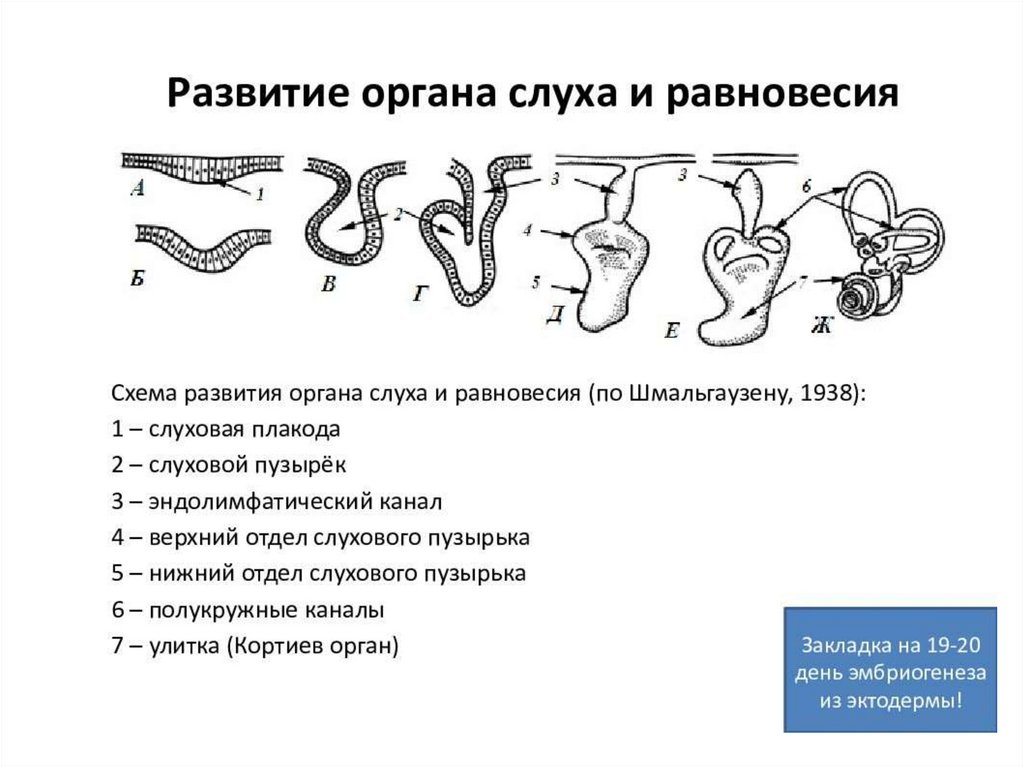 Развитие органа слуха и равновесия
А
1
Б
В
2
Г
3
4
5
Д
3
Е
6
7
Ж
Схема развития органа слуха и равновесия (по Шмальгаузену, 1938):
1 – слуховая плакода
2 – слуховой пузырёк
3 – эндолимфатический канал
4 – верхний отдел слухового пузырька
5 – нижний отдел слухового пузырька
6 – полукружные каналы
7 – улитка (Кортиев орган)
Закладка на 19-20
день эмбриогенеза
из эктодермы!